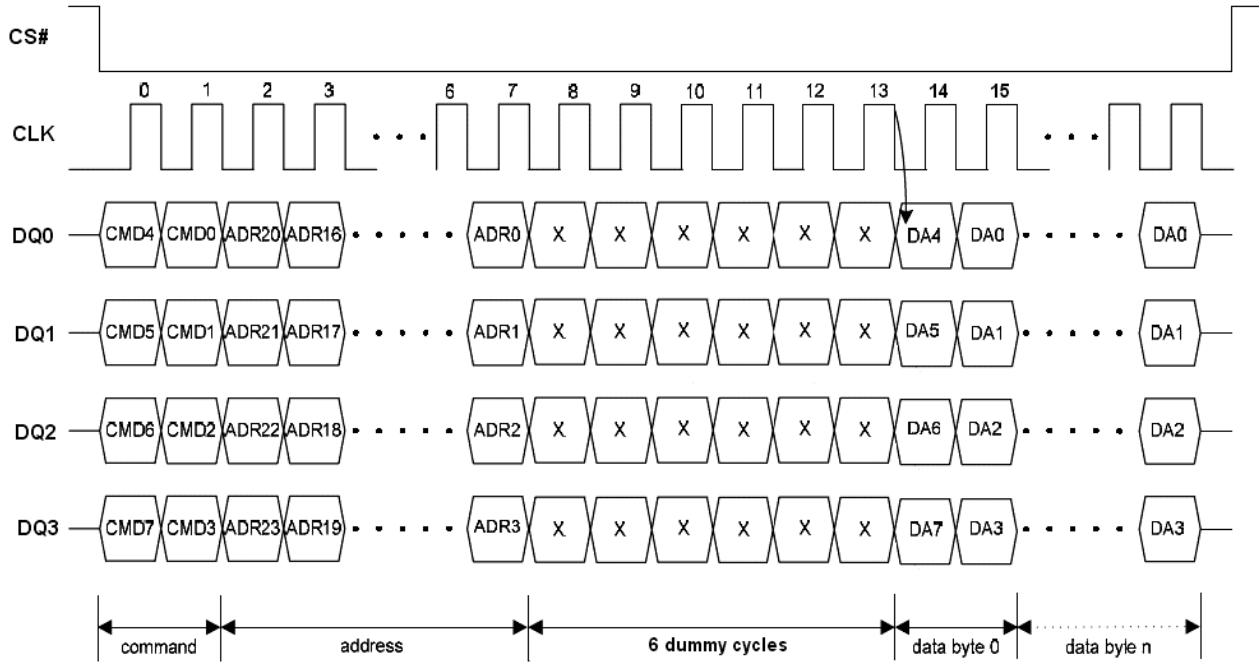 CS#
0 1 2 3 6 7 8 9 10 11 12 13 14 15
CLK
DQ0 CMD4 CMD0 ADR20 ADR16 ADR0 X X X X X X DA4 DA0 DA0
DQ1 CMD5 CMD1 ADR21 ADR17 ADR1 X X X X X X DA5 DA1 DA1
DQ2 CMD6 CMD2 ADR22 ADR18 ADR2 X X X X X X DA6 DA2 DA2
DQ3 CMD7 CMD3 ADR23 ADR19 ADR3 X X X X X X DA7 DA3 DA3
command address 6 dummy cycles data byte 0 data byte n